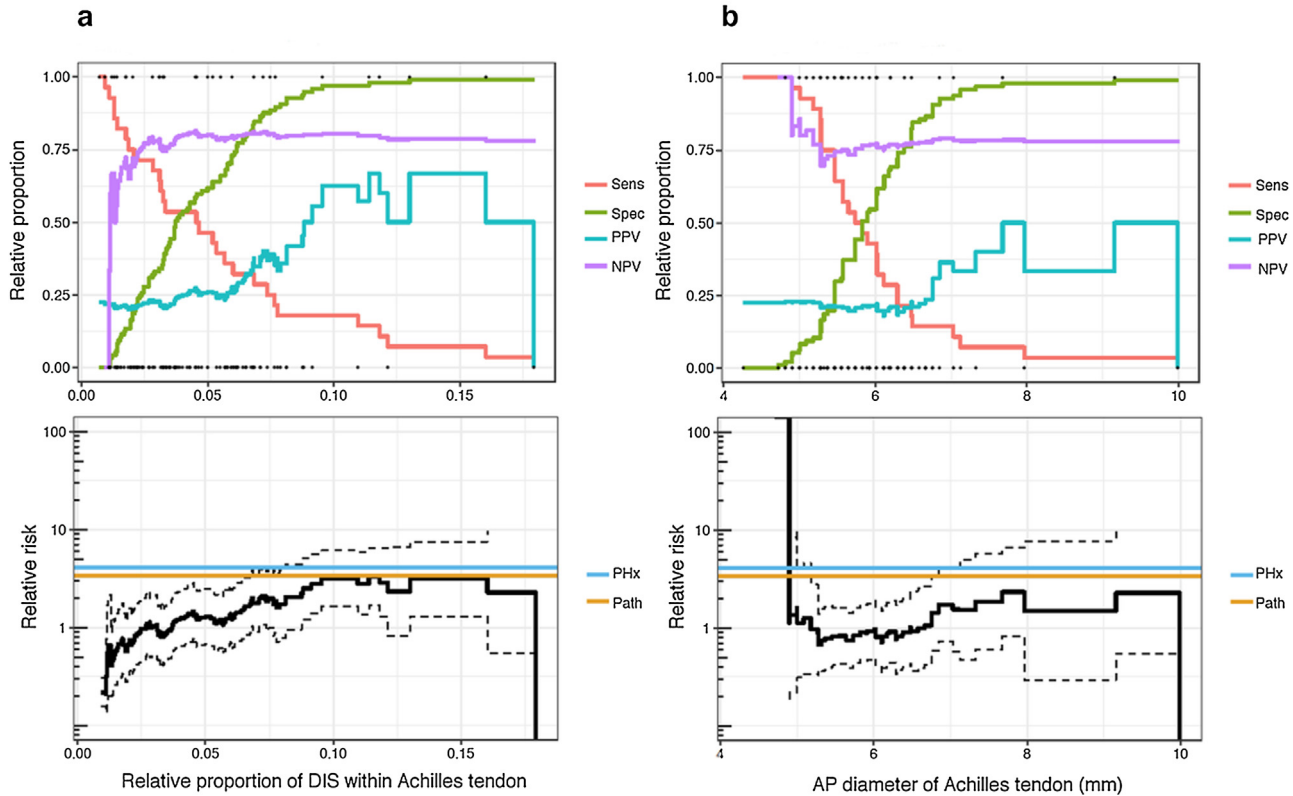 a
b
Relative proportion
1.00
0.75
0.50
0.25
0.00
0.00
0.05
0.10
0.15
Sens
Spec
PPV
NPV
Relative proportion
1.00
0.75
0.50
0.25
0.00
4
6
8
10
Sens
Spec
PPV
NPV
Relative risk
100
10
1
0.00
0.05
0.10
0.15
Relative proportion of DIS within Achilles tendon
PHx
Path
Relative risk
100
10
1
4
6
8
10
AP diameter of Achilles tendon (mm)
PHx
Path